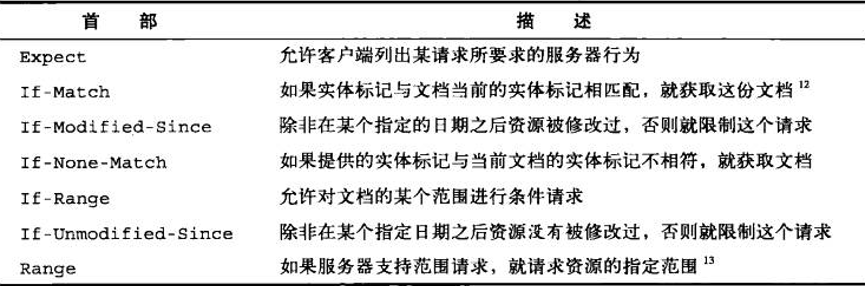 首 部 描 述
Expect 允许客户端列出某请求所要求的服务器行为
If-Match 如果实体标记与文档当前的实体标记相匹配，就获取这份文档 12
If-Modified-Since 除非在某个指定的日期之后资源被修改过，否则就限制这个请求
If-None-Match 如果提供的实体标记与当前文档的实体标记不相符，就获取文档
If-Range 允许对文档的某个范围进行条件请求
If-Unmodified-Since 除非在某个指定日期之后资源没有被修改过，否则就限制这个请求
Range 如果服务器支持范围请求，就请求资源的指定范围 13